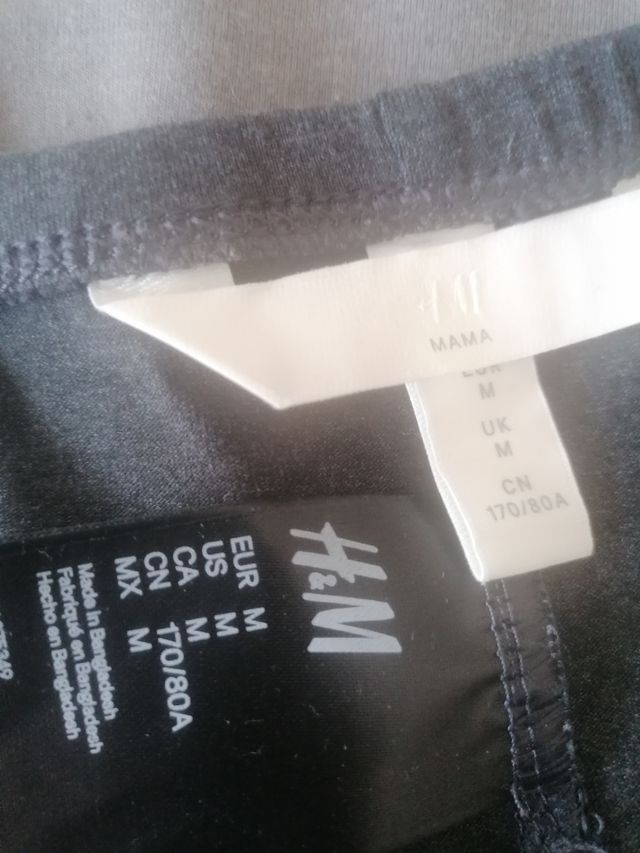 H M
MAMA
EUR
M
UK
M
CN
170/80A
H&M
EUR M
US M
CA M
CN 170/80A
MX M
Made in Bangladesh
Fabriqué en Bangladesh
Hecho en Bangladesh